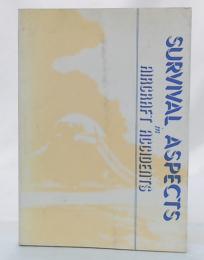 SURVIVAL ASPECTS
in
AIRCRAFT ACCIDENTS